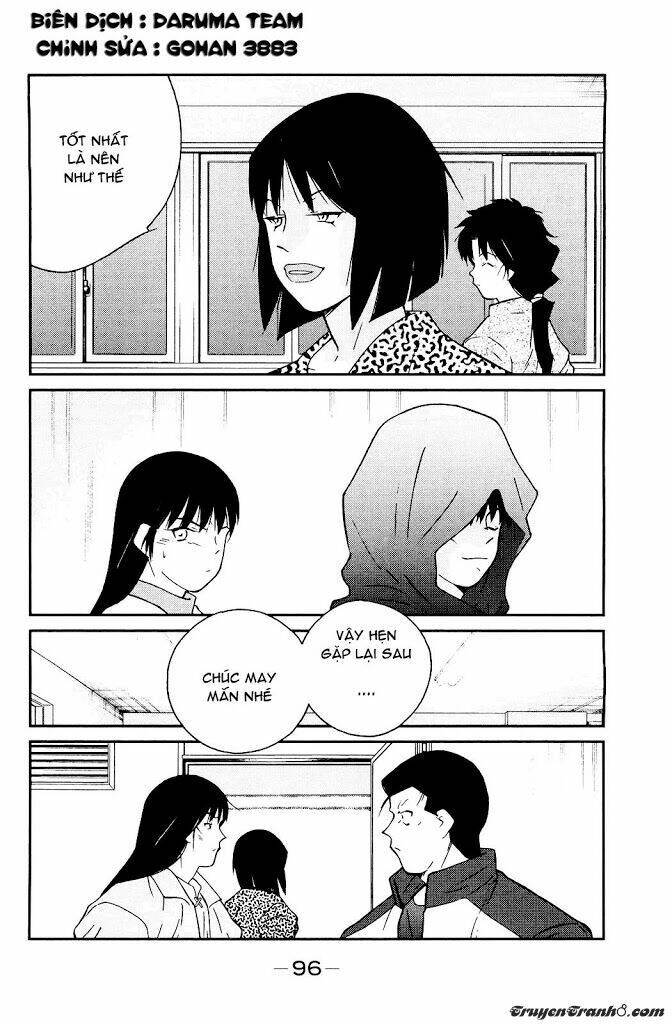 BIÊN DỊCH : DARUMA TEAM
CHỈNH SỬA : GOHAN 3883
TỐT NHẤT
LÀ NÊN
NHƯ THẾ
VẬY HẸN
GẶP LẠI SAU
....
CHÚC MAY
MẮN NHÉ
—96—
TruyenTranh8.com